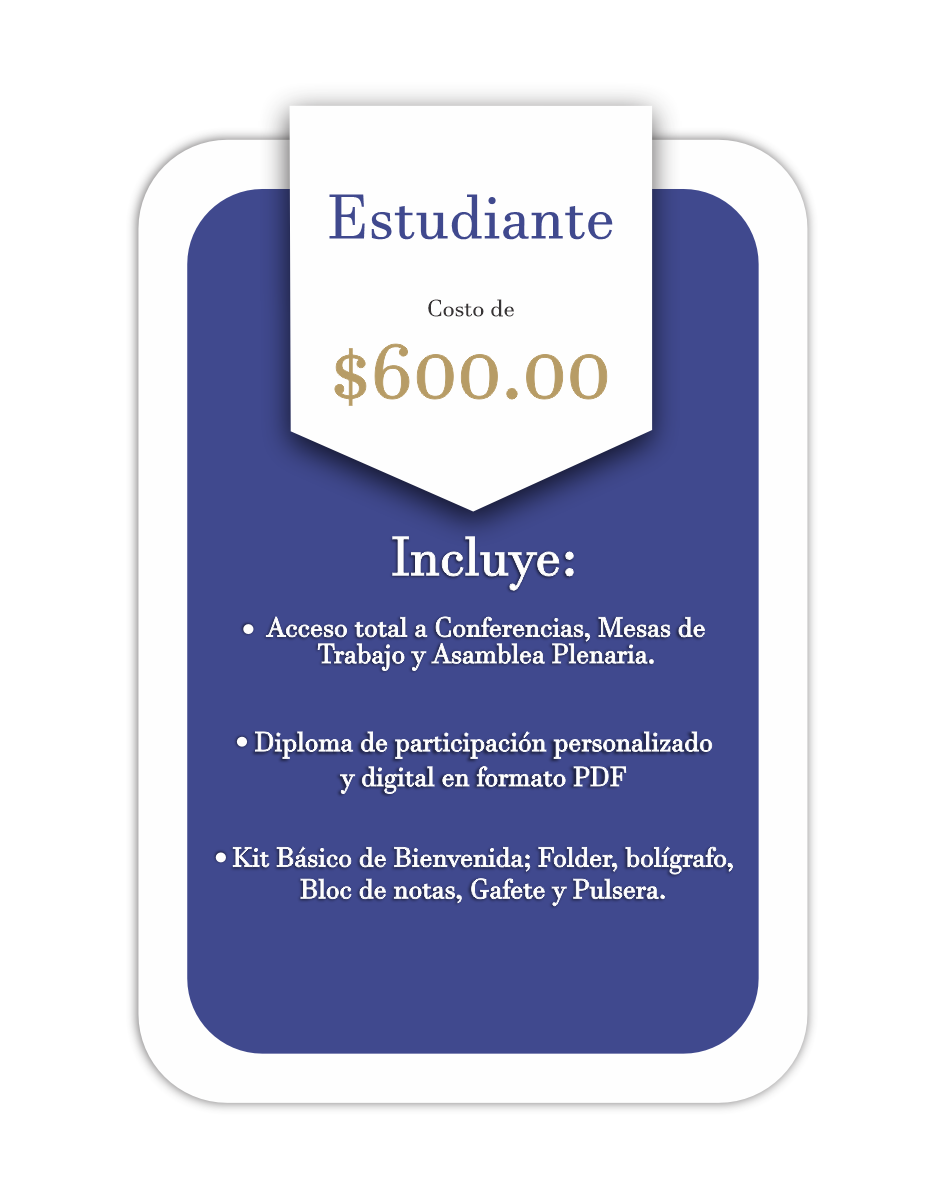 Estudiante
Costo de
$600.00
Incluye:
• Acceso total a Conferencias, Mesas de
Trabajo y Asamblea Plenaria.
• Diploma de participación personalizado
y digital en formato PDF
• Kit Básico de Bienvenida; Folder, bolígrafo,
Bloc de notas, Gafete y Pulsera.